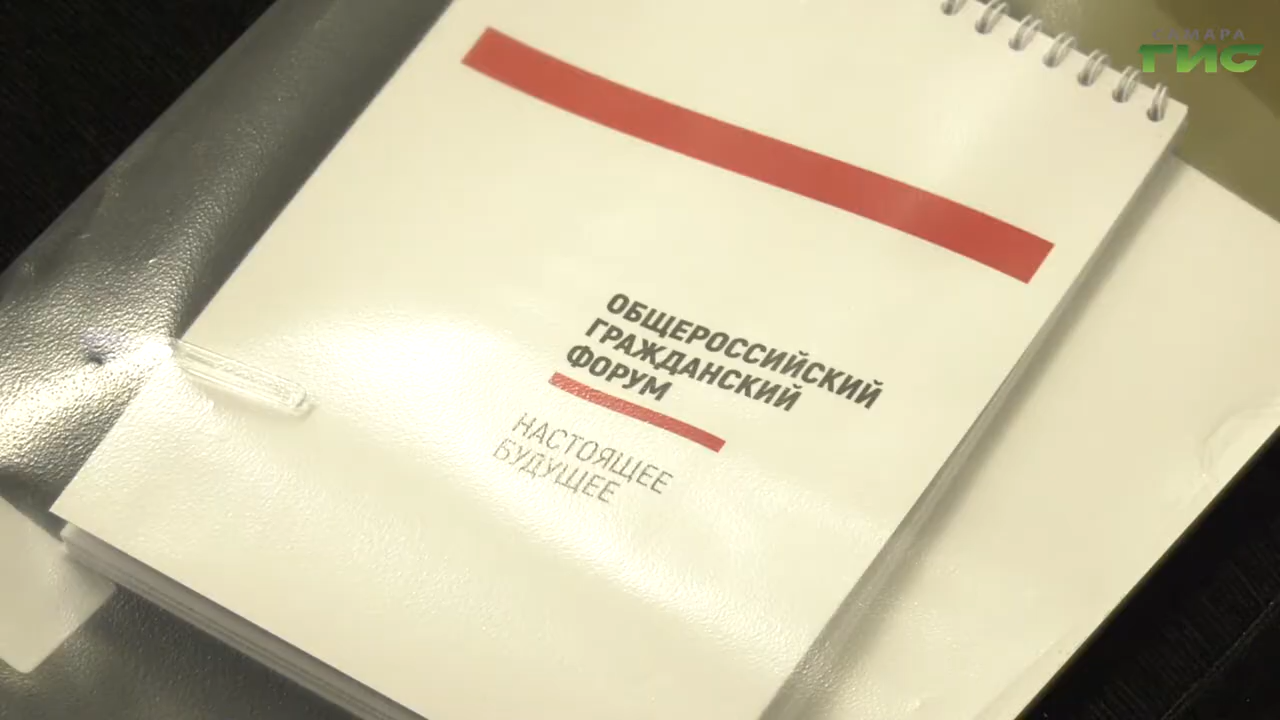 САМАРА
ГИС
ОБЩЕРОССИЙСКИЙ
ГРАЖДАНСКИЙ
ФОРУМ
НАСТОЯЩЕЕ
БУДУЩЕЕ